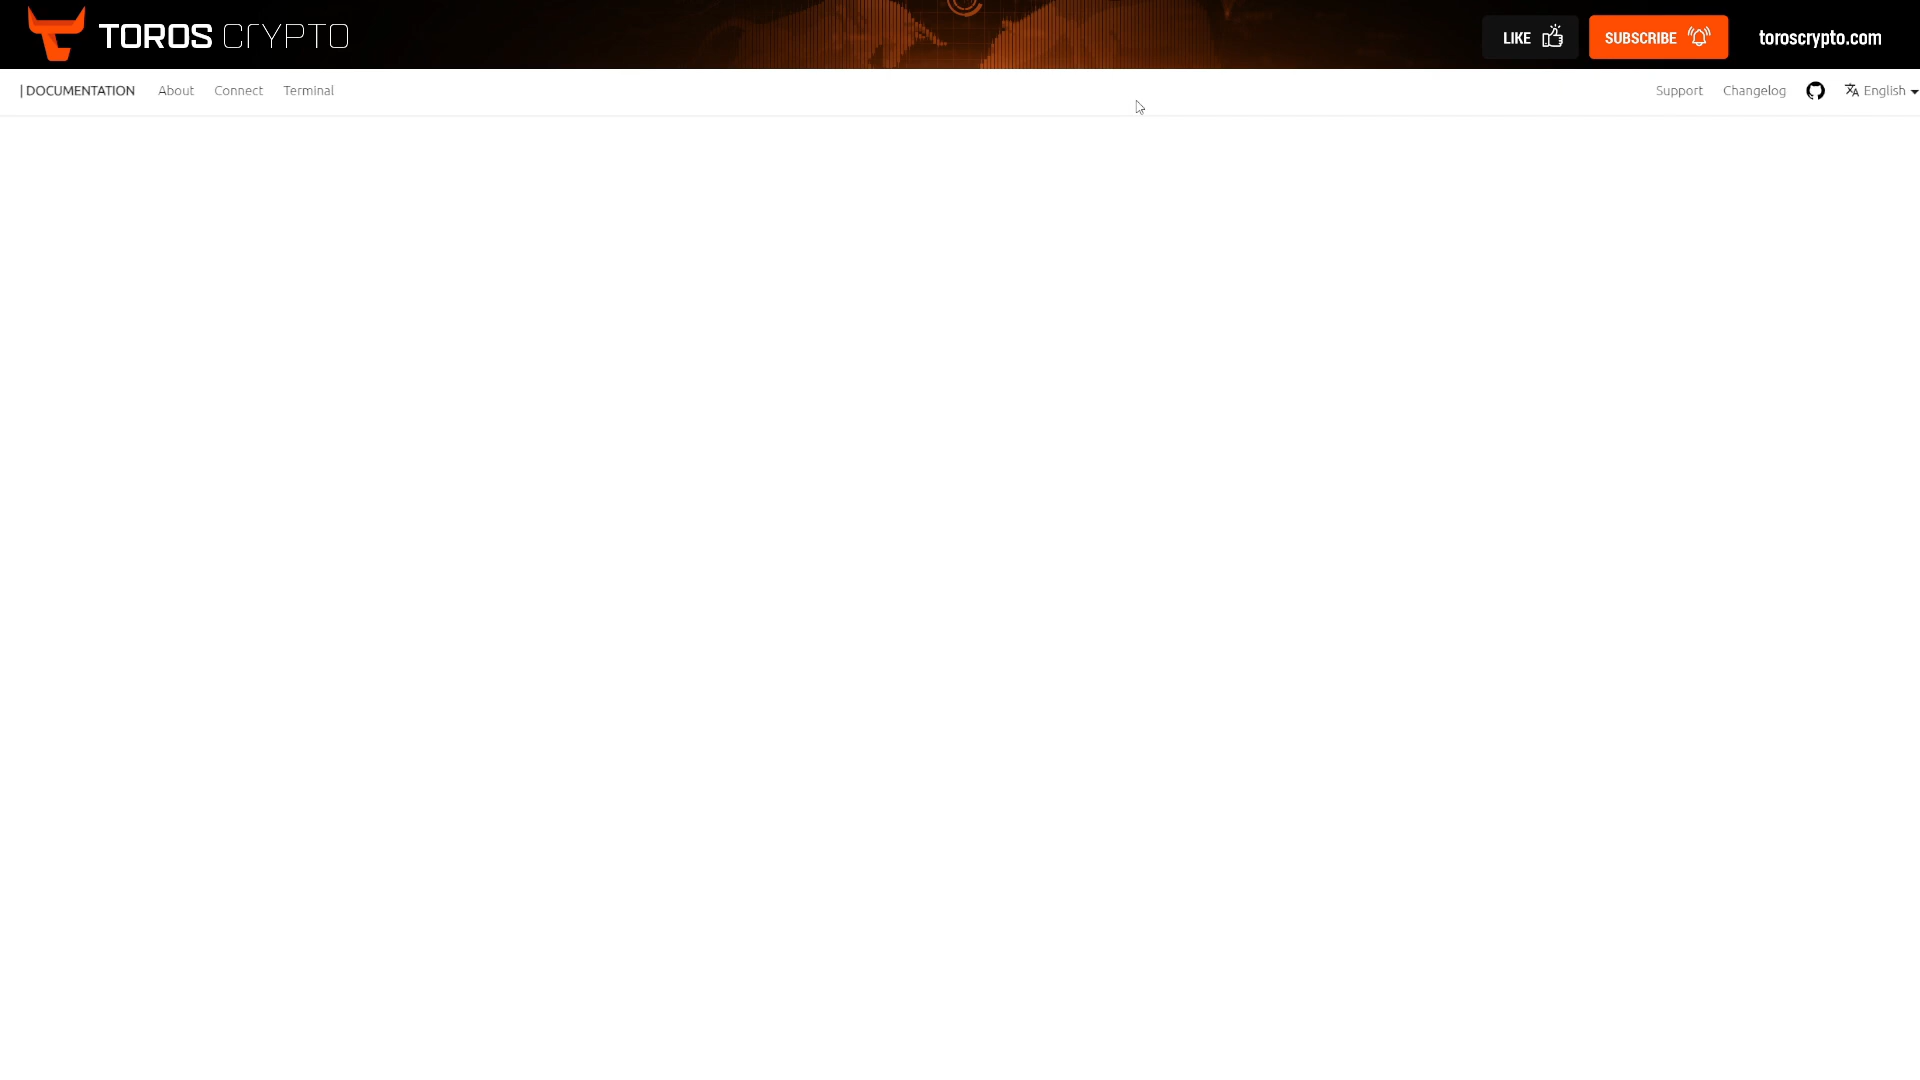 TOROS CRYPTO
LIKE
SUBSCRIBE
toroscrypto.com
| DOCUMENTATION
About
Connect
Terminal
Support
Changelog
English